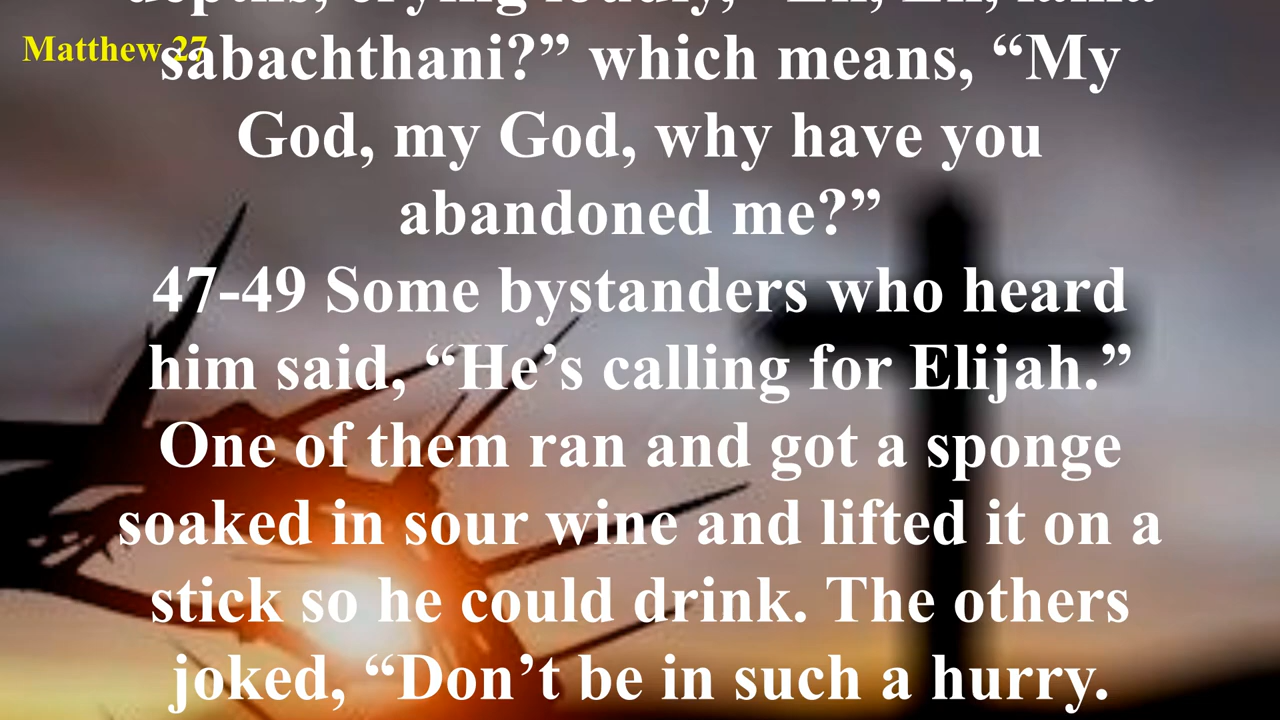 Matthew 27
sabachthani?” which means, “My
God, my God, why have you
abandoned me?”
47-49 Some bystanders who heard
him said, “He’s calling for Elijah.”
One of them ran and got a sponge
soaked in sour wine and lifted it on a
stick so he could drink. The others
joked, “Don’t be in such a hurry.